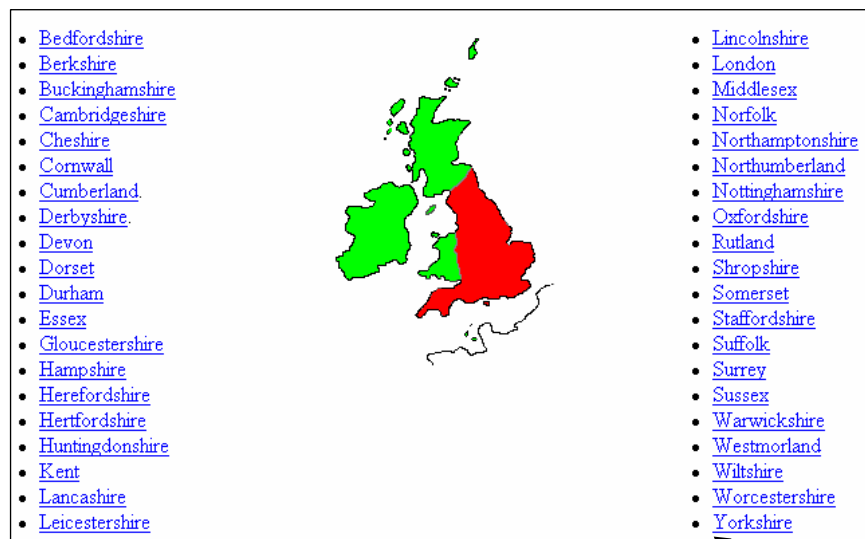 Bedfordshire
Berkshire
Buckinghamshire
Cambridgeshire
Cheshire
Cornwall
Cumberland.
Derbyshire.
Devon
Dorset
Durham
Essex
Gloucestershire
Hampshire
Herefordshire
Hertfordshire
Huntingdonshire
Kent
Lancashire
Leicestershire
Lincolnshire
London
Middlesex
Norfolk
Northamptonshire
Northumberland
Nottinghamshire
Oxfordshire
Rutland
Shropshire
Somerset
Staffordshire
Suffolk
Surrey
Sussex
Warwickshire
Westmorland
Wiltshire
Worcestershire
Yorkshire